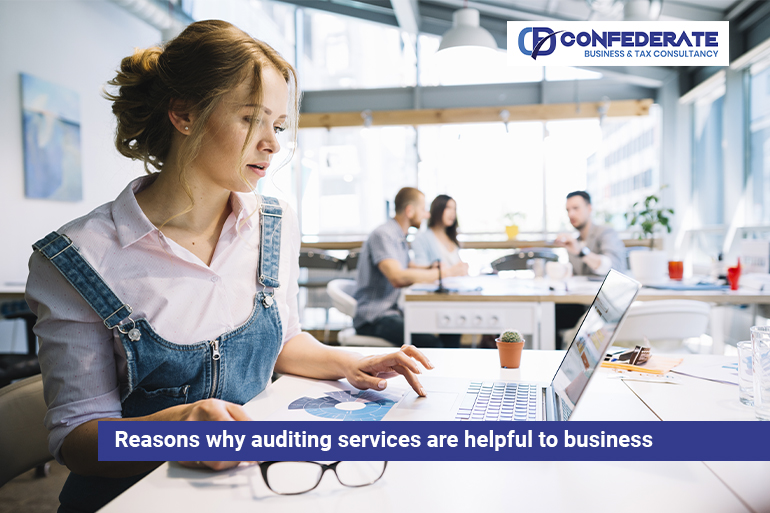 CONFEDERATE
BUSINESS & TAX CONSULTANCY
Reasons why auditing services are helpful to business